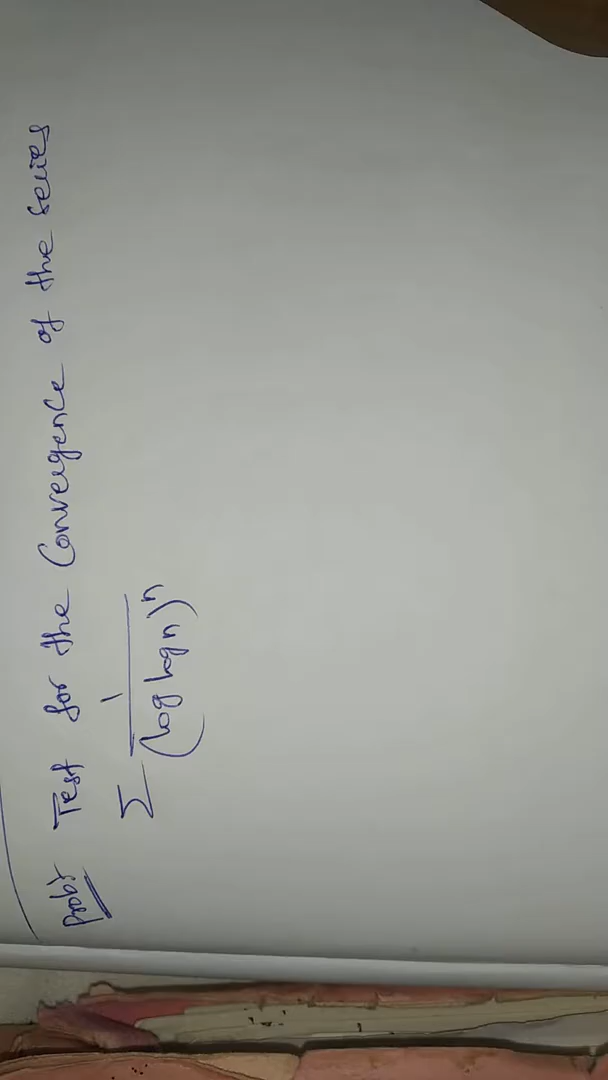 Prob:- Test for the Convergence of the series
∑ 1/(log log n)^n